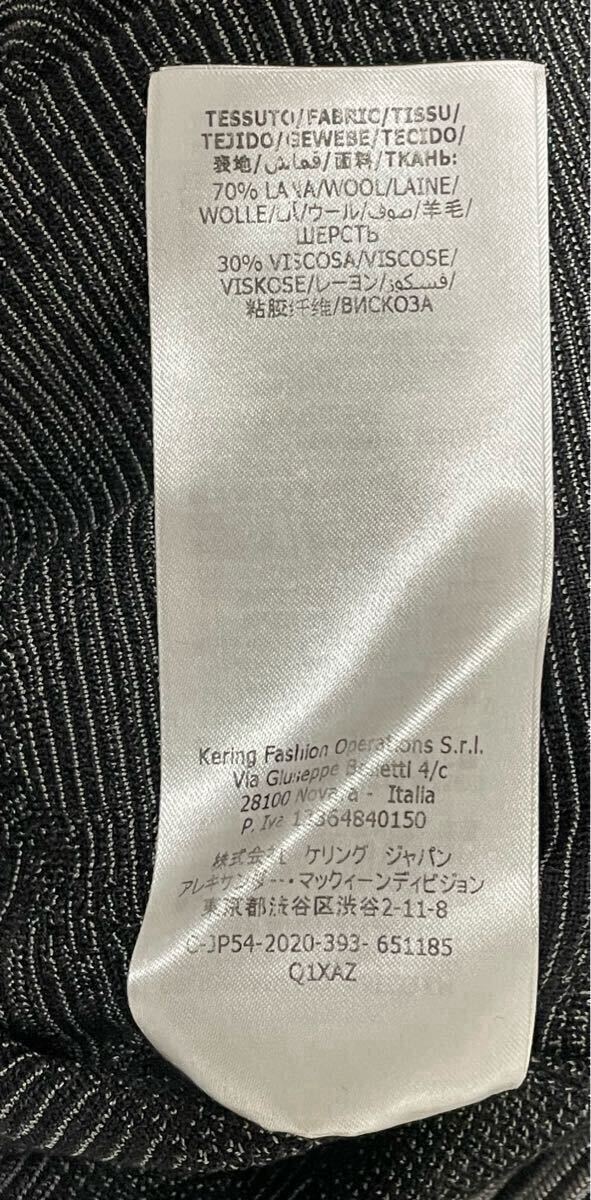 TESSUTO/FABRIC/TISSU/
TEJIDO/GEWEBE/TECIDO/
表地/قماش/面料/ТКАНЬ:
70% LANA/WOOL/LAINE/
WOLLE/ウール/صوف/羊毛/
ШЕРСТЬ
30% VISCOSA/VISCOSE/
VISKOSE/レーヨン/فسكوز/
粘胶纤维/ВИСКОЗА
Kering Fashion Operations S.r.l.
Via Giuseppe 4/c
28100 Novara - Italia
P. Iva 13364840150
株式会社 ケリング ジャパン
アレキサンダー・マックィーンディビジョン
東京都渋谷区渋谷2-11-8
C-JP54-2020-393- 651185
Q1XAZ